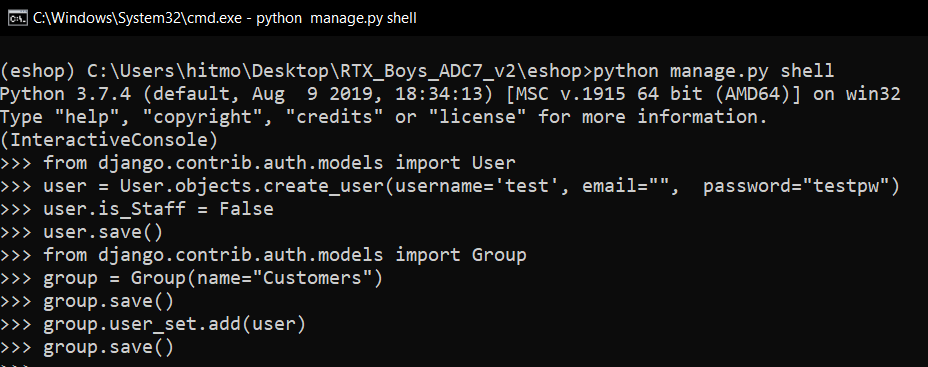 C:\Windows\System32\cmd.exe - python  manage.py shell
(eshop) C:\Users\hitmo\Desktop\RTX_Boys_ADC7_v2\eshop>python manage.py shell
Python 3.7.4 (default, Aug  9 2019, 18:34:13) [MSC v.1915 64 bit (AMD64)] on win32
Type "help", "copyright", "credits" or "license" for more information.
(InteractiveConsole)
>>> from django.contrib.auth.models import User
>>> user = User.objects.create_user(username='test', email="",  password="testpw")
>>> user.is_Staff = False
>>> user.save()
>>> from django.contrib.auth.models import Group
>>> group = Group(name="Customers")
>>> group.save()
>>> group.user_set.add(user)
>>> group.save()
>>>